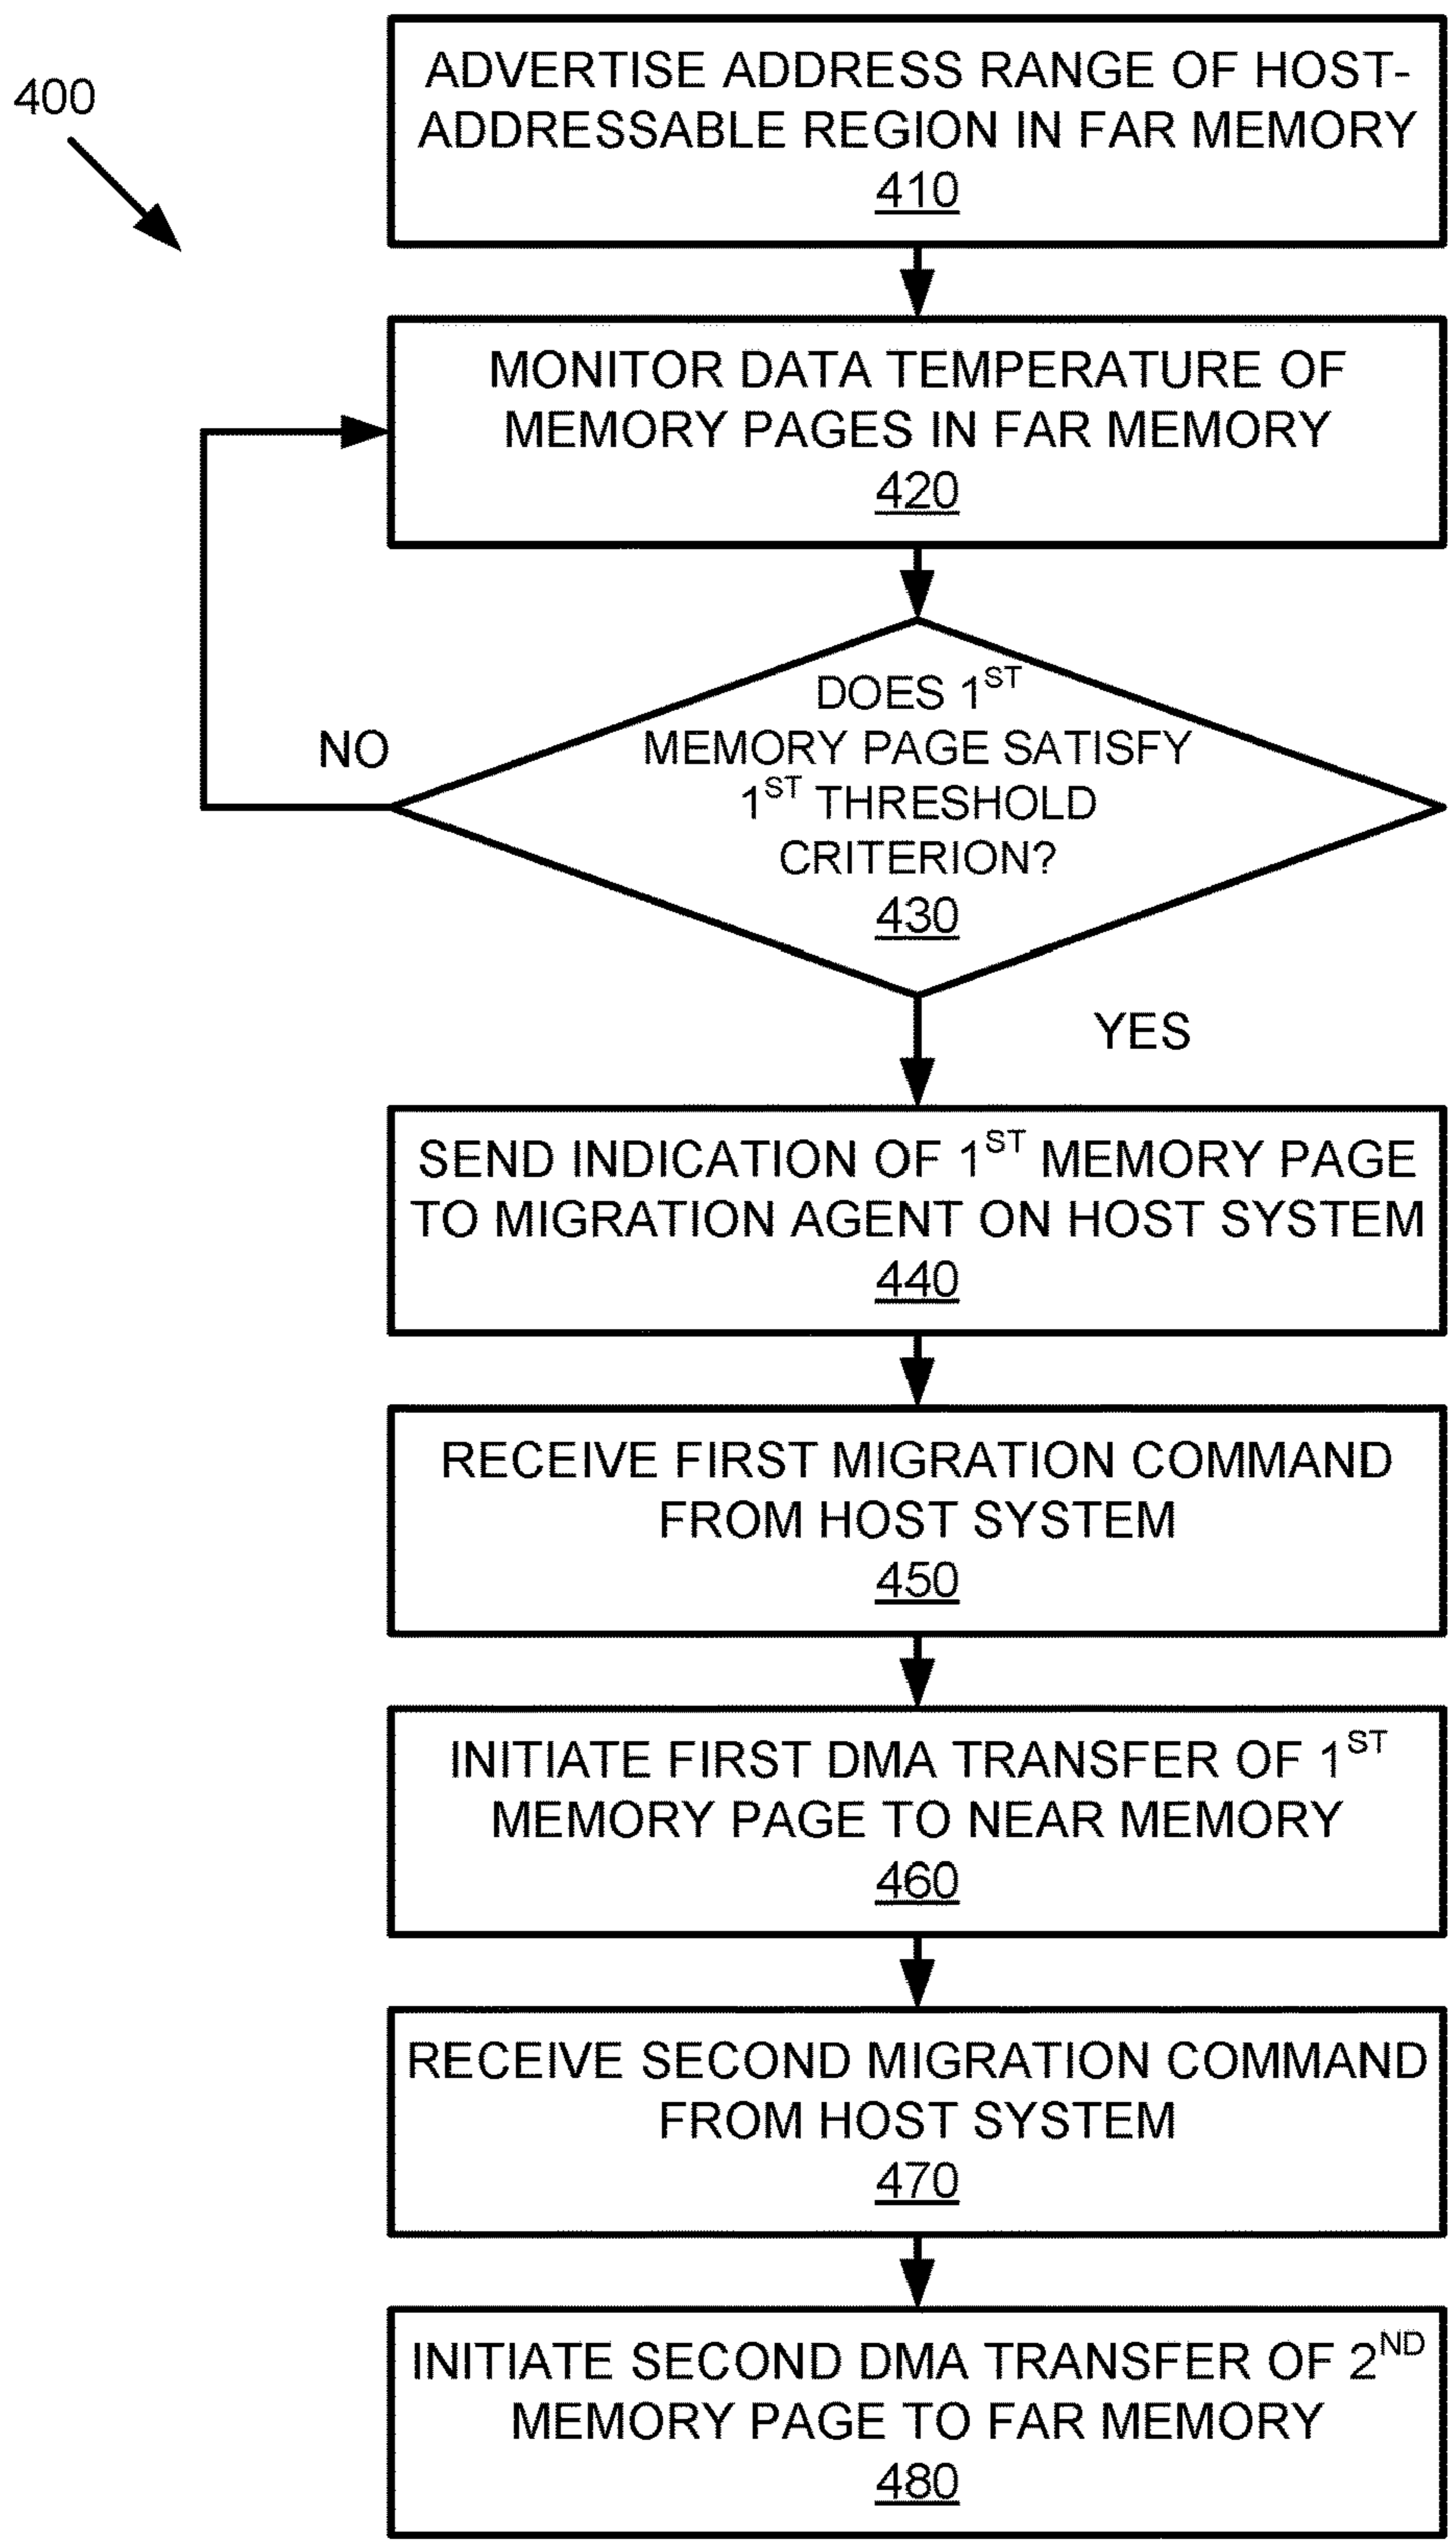 400
ADVERTISE ADDRESS RANGE OF HOST-
ADDRESSABLE REGION IN FAR MEMORY
410
MONITOR DATA TEMPERATURE OF
MEMORY PAGES IN FAR MEMORY
420
DOES 1ST
MEMORY PAGE SATISFY
1ST THRESHOLD
CRITERION?
430
NO
YES
SEND INDICATION OF 1ST MEMORY PAGE
TO MIGRATION AGENT ON HOST SYSTEM
440
RECEIVE FIRST MIGRATION COMMAND
FROM HOST SYSTEM
450
INITIATE FIRST DMA TRANSFER OF 1ST
MEMORY PAGE TO NEAR MEMORY
460
RECEIVE SECOND MIGRATION COMMAND
FROM HOST SYSTEM
470
INITIATE SECOND DMA TRANSFER OF 2ND
MEMORY PAGE TO FAR MEMORY
480